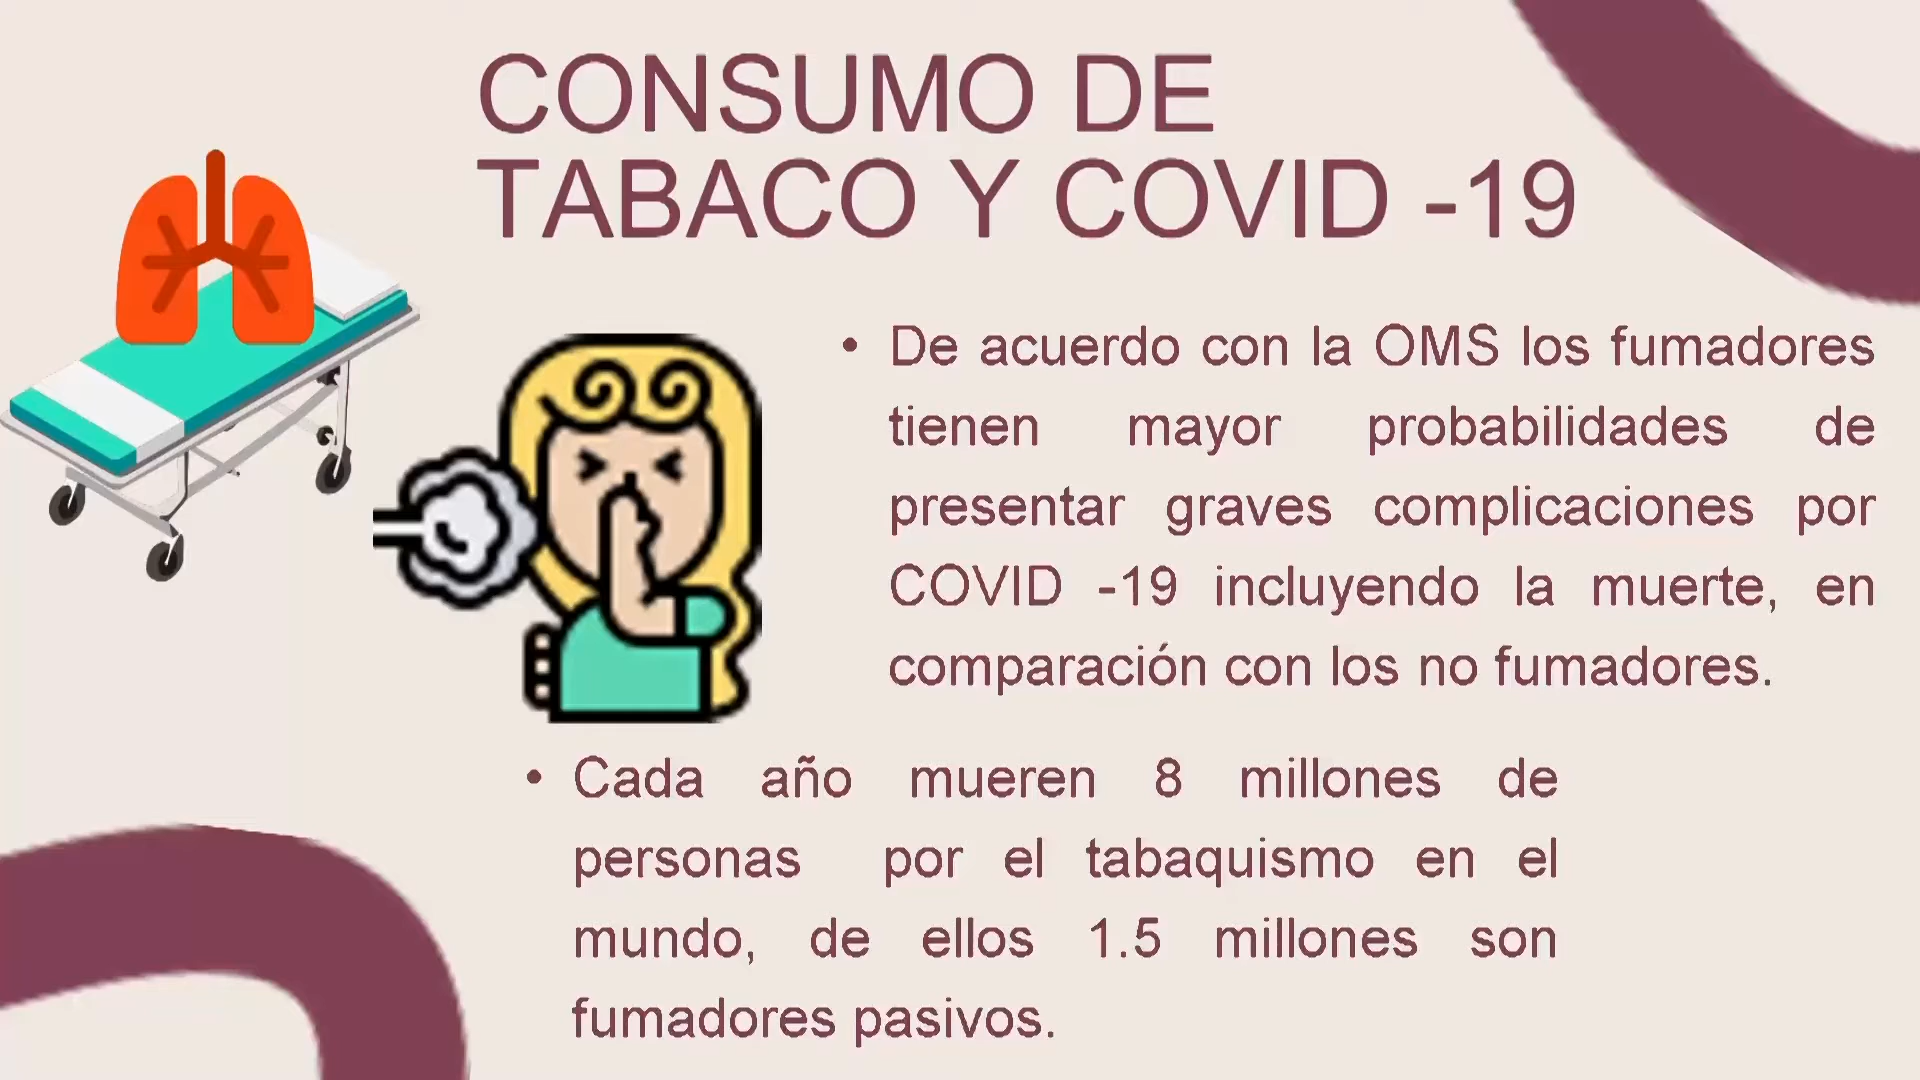 CONSUMO DE
TABACO Y COVID -19
• De acuerdo con la OMS los fumadores
tienen mayor probabilidades de
presentar graves complicaciones por
COVID -19 incluyendo la muerte, en
comparación con los no fumadores.
• Cada año mueren 8 millones de
personas por el tabaquismo en el
mundo, de ellos 1.5 millones son
fumadores pasivos.